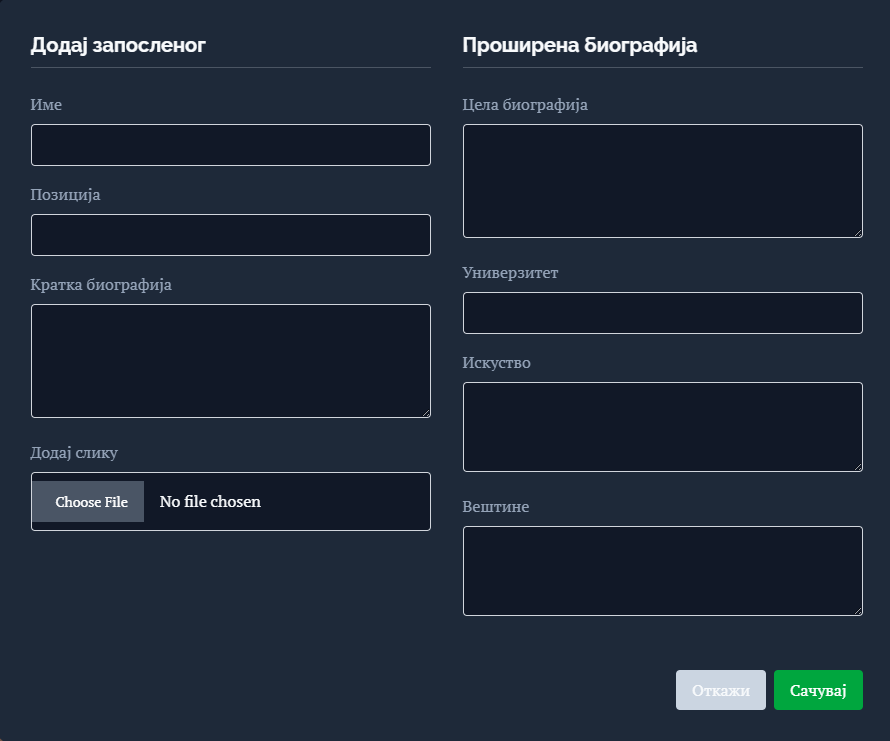 Додај запосленог
Име
Позиција
Кратка биографија
Додај слику
Choose File No file chosen
Проширена биографија
Цела биографија
Универзитет
Искуство
Вештине
Откажи Сачувај